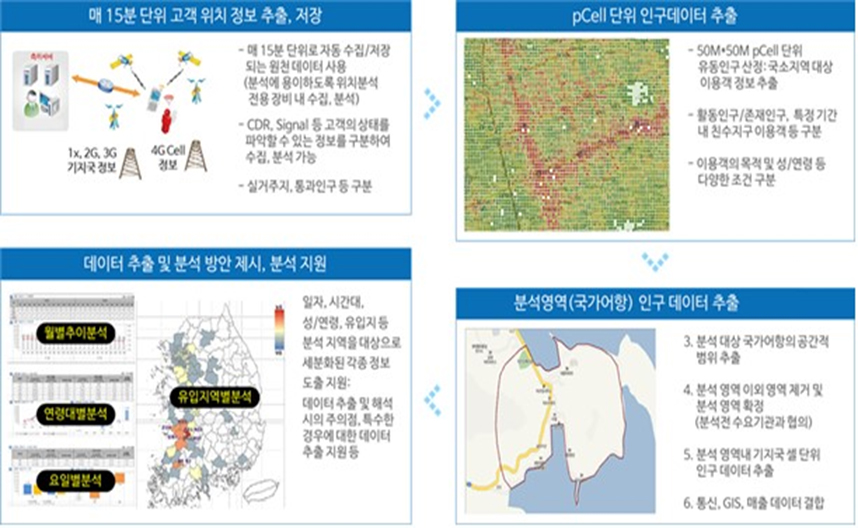 매 15분 단위 고객 위치 정보 추출, 저장
측위서버
1x, 2G, 3G
기지국 정보
4G Cell
정보
– 매 15분 단위로 자동 수집/저장
되는 원천 데이터 사용
(분석에 용이하도록 위치분석
전용 장비 내 수집, 분석)
– CDR, Signal 등 고객의 상태를
파악할 수 있는 정보를 구분하여
수집, 분석 가능
– 실거주지, 통과인구 등 구분
pCell 단위 인구데이터 추출
– 50M*50M pCell 단위
유동인구 산정: 국소지역 대상
이용객 정보 추출
– 활동인구/존재인구, 특정 기간
내 친수지구 이용객 등 구분
– 이용객의 목적 및 성/연령 등
다양한 조건 구분
데이터 추출 및 분석 방안 제시, 분석 지원
월별추이분석
연령대별분석
요일별분석
유입지역별분석
일자, 시간대,
성/연령, 유입지 등
분석 지역을 대상으로
세분화된 각종 정보
도출 지원:
데이터 추출 및 해석
시의 주의점, 특수한
경우에 대한 데이터
추출 지원 등
분석영역(국가어항) 인구 데이터 추출
3. 분석 대상 국가어항의 공간적
범위 추출
4. 분석 영역 이외 영역 제거 및
분석 영역 확정
(분석전 수요기관과 협의)
5. 분석 영역내 기지국 셀 단위
인구 데이터 추출
6. 통신, GIS, 매출 데이터 결합